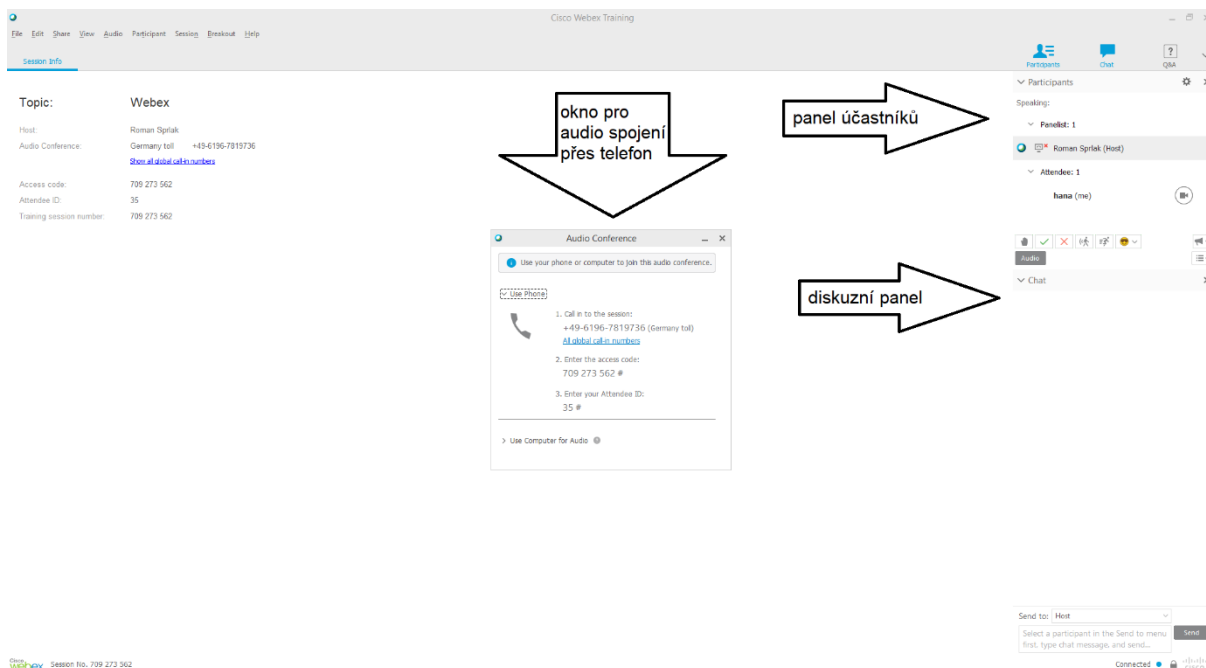 Cisco Webex Training
File Edit Share View Audio Participant Session Breakout Help
Session Info
Participants Chat Q&A
Topic: Webex
Host: Roman Sprlak
Audio Conference: Germany toll +49-6196-7819736
Show all global call-in numbers
Access code: 709 273 562
Attendee ID: 35
Training session number: 709 273 562
okno pro
audio spojení
přes telefon
Audio Conference
Use your phone or computer to join this audio conference.
Use Phone
1. Call in to the session:
+49-6196-7819736 (Germany toll)
All global call-in numbers
2. Enter the access code:
709 273 562 #
3. Enter your Attendee ID:
35 #
Use Computer for Audio
panel účastníků
diskuzní panel
Participants
Speaking:
Panelist: 1
Roman Sprlak (Host)
Attendee: 1
hana (me)
Audio
Chat
Send to: Host
Select a participant in the Send to menu
first, type chat message, and send...
Send
Cisco
webex Session No. 709 273 562
Connected
CISCO